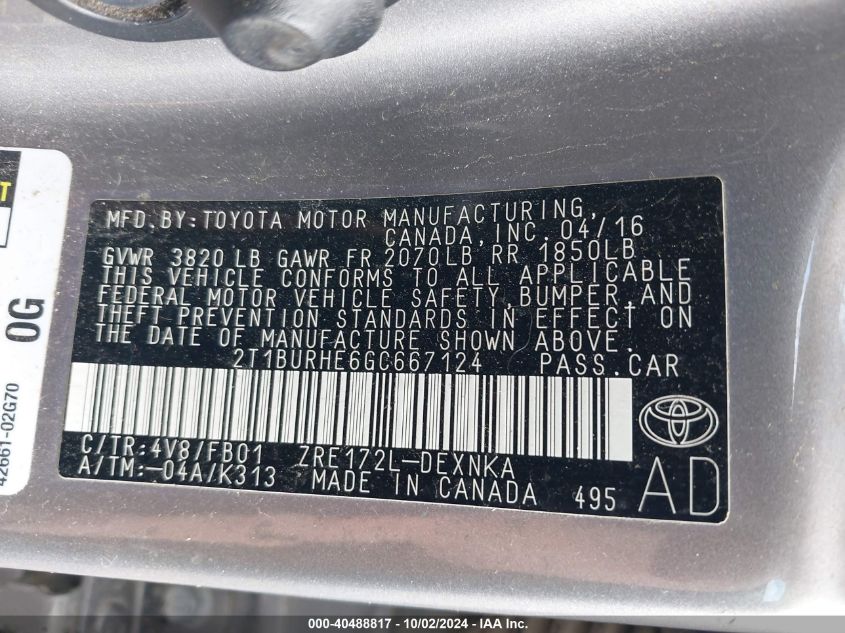 MFD.BY:TOYOTA MOTOR MANUFACTURING,
CANADA,INC. 04/16
GVWR 3820 LB GAWR FR 2070LB RR 1850LB
THIS VEHICLE CONFORMS TO ALL APPLICABLE
FEDERAL MOTOR VEHICLE SAFETY,BUMPER,AND
THEFT PREVENTION STANDARDS IN EFFECT ON
THE DATE OF MANUFACTURE SHOWN ABOVE.
2T1BURHE6GC667124 PASS.CAR
C/TR:4V8/FB01 ZRE172L-DEXNKA
A/TM:-04A/K313 MADE IN CANADA 495
AD
T
0G
42661-02G70
000-40488817 - 10/02/2024 - IAA Inc.